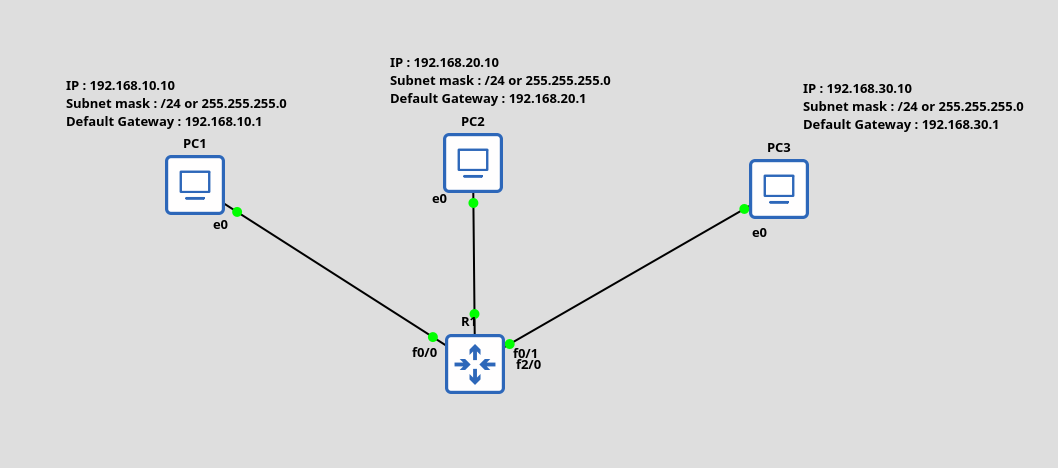 IP : 192.168.10.10
Subnet mask : /24 or 255.255.255.0
Default Gateway : 192.168.10.1
PC1
e0
IP : 192.168.20.10
Subnet mask : /24 or 255.255.255.0
Default Gateway : 192.168.20.1
PC2
e0
IP : 192.168.30.10
Subnet mask : /24 or 255.255.255.0
Default Gateway : 192.168.30.1
PC3
e0
R1
f0/0
f0/1
f2/0